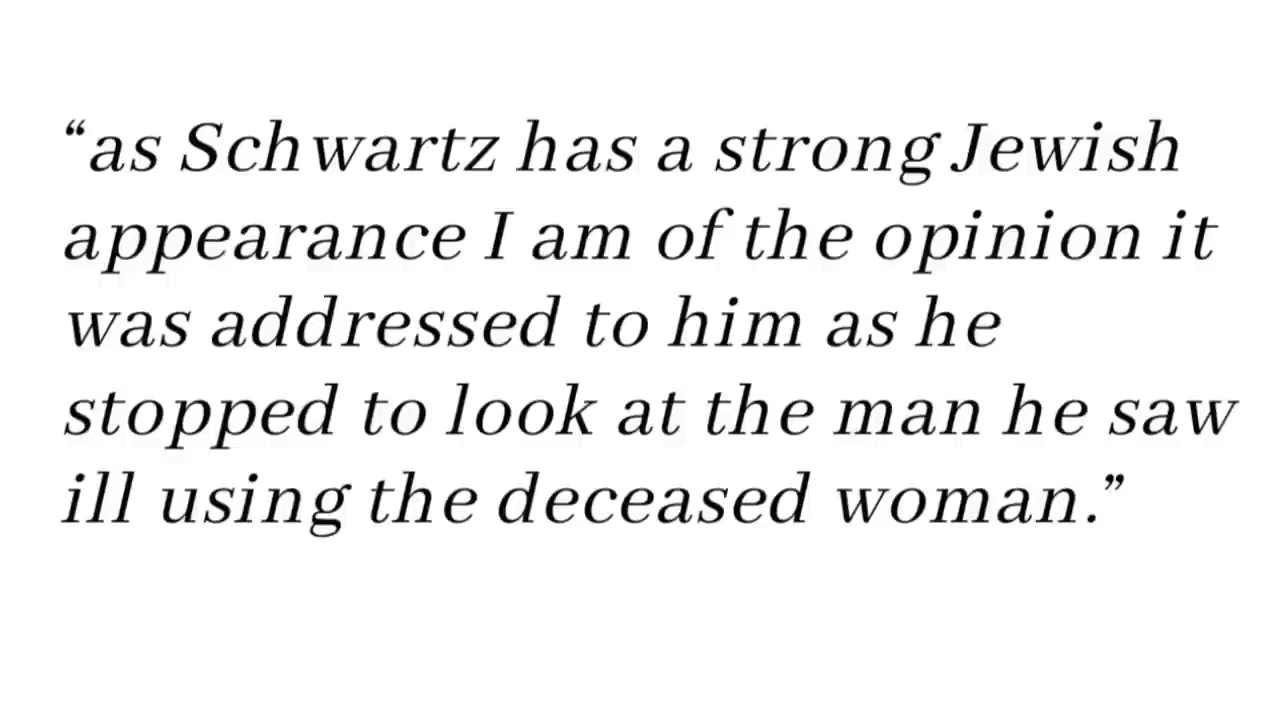 “as Schwartz has a strong Jewish
appearance I am of the opinion it
was addressed to him as he
stopped to look at the man he saw
ill using the deceased woman.”